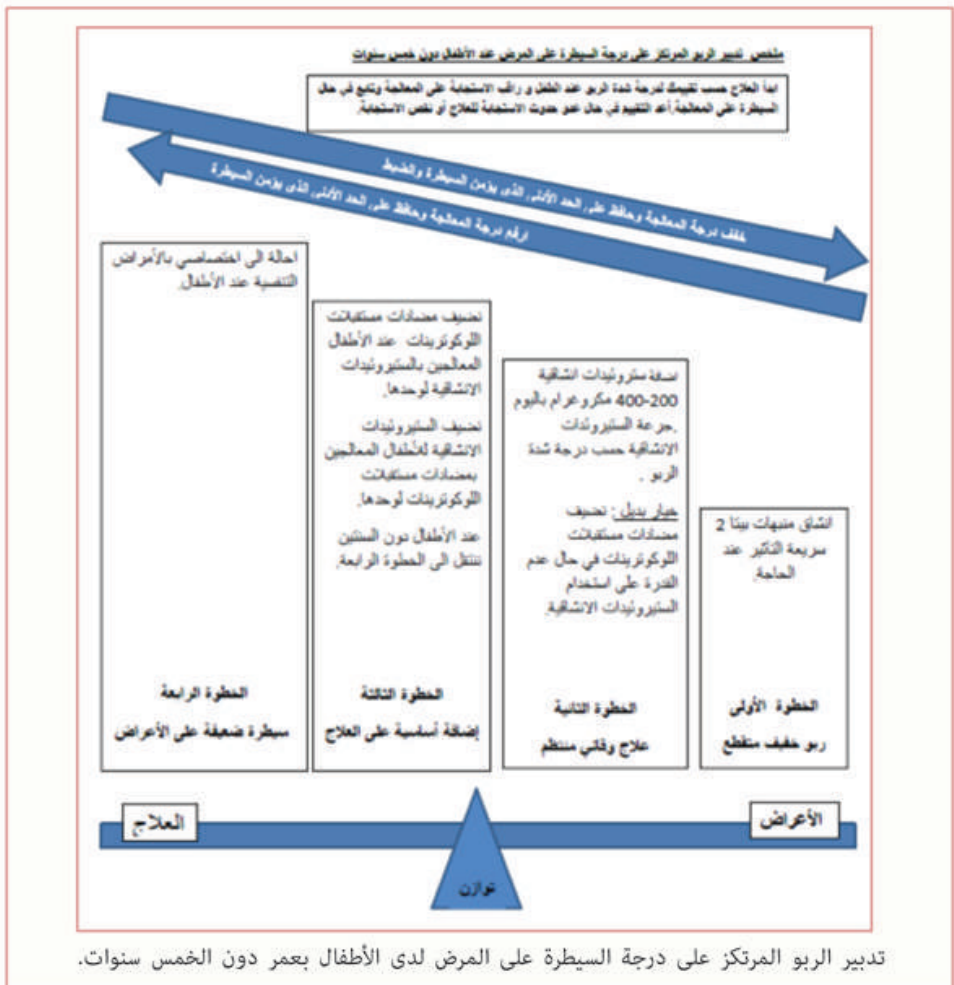 ملخص تدبير الربو المرتكز على درجة السيطرة على المرض عند الأطفال دون خمس سنوات
ابدأ العلاج حسب تقييمك لدرجة شدة الربو عند الطفل و راقب الاستجابة على المعالجة وتابع في حال
السيطرة على المعالجة.أعد التقييم في حال عدم حدوث الاستجابة للعلاج أو نقص الاستجابة.
خفف درجة المعالجة وحافظ على الحد الأدنى الذي يؤمن السيطرة والضبط
ارفع درجة المعالجة وحافظ على الحد الأدنى الذي يؤمن السيطرة
انشاق منبهات بيتا 2
سريعة التأثير عند
الحاجة.
الخطوة الأولى
ربو خفيف متقطع
اضافة ستروئيدات انشاقية
200-400 مكروغرام باليوم
.جرعة الستيروئدات
الانشاقية حسب درجة شدة
الربو .
خيار بديل : نضيف
مضادات مستقبلات
اللوكوترينات في حال عدم
القدرة على استخدام
الستيروئيدات الانشاقية.
الخطوة الثانية
علاج وقائي منتظم
نضيف مضادات مستقبلات
اللوكوترينات عند الأطفال
المعالجين بالستيروئيدات
الانشاقية لوحدها.
نضيف الستيروئيدات
الانشاقية للأطفال المعالجين
بمضادات مستقبلات
اللوكوترينات لوحدها.
عند الأطفال دون السنتين
ننتقل الى الخطوة الرابعة.
الخطوة الثالثة
إضافة أساسية على العلاج
احالة الى اختصاصي بالأمراض
التنفسية عند الأطفال.
الخطوة الرابعة
سيطرة ضعيفة على الأعراض
الأعراض
العلاج
توازن
تدبير الربو المرتكز على درجة السيطرة على المرض لدى الأطفال بعمر دون الخمس سنوات.